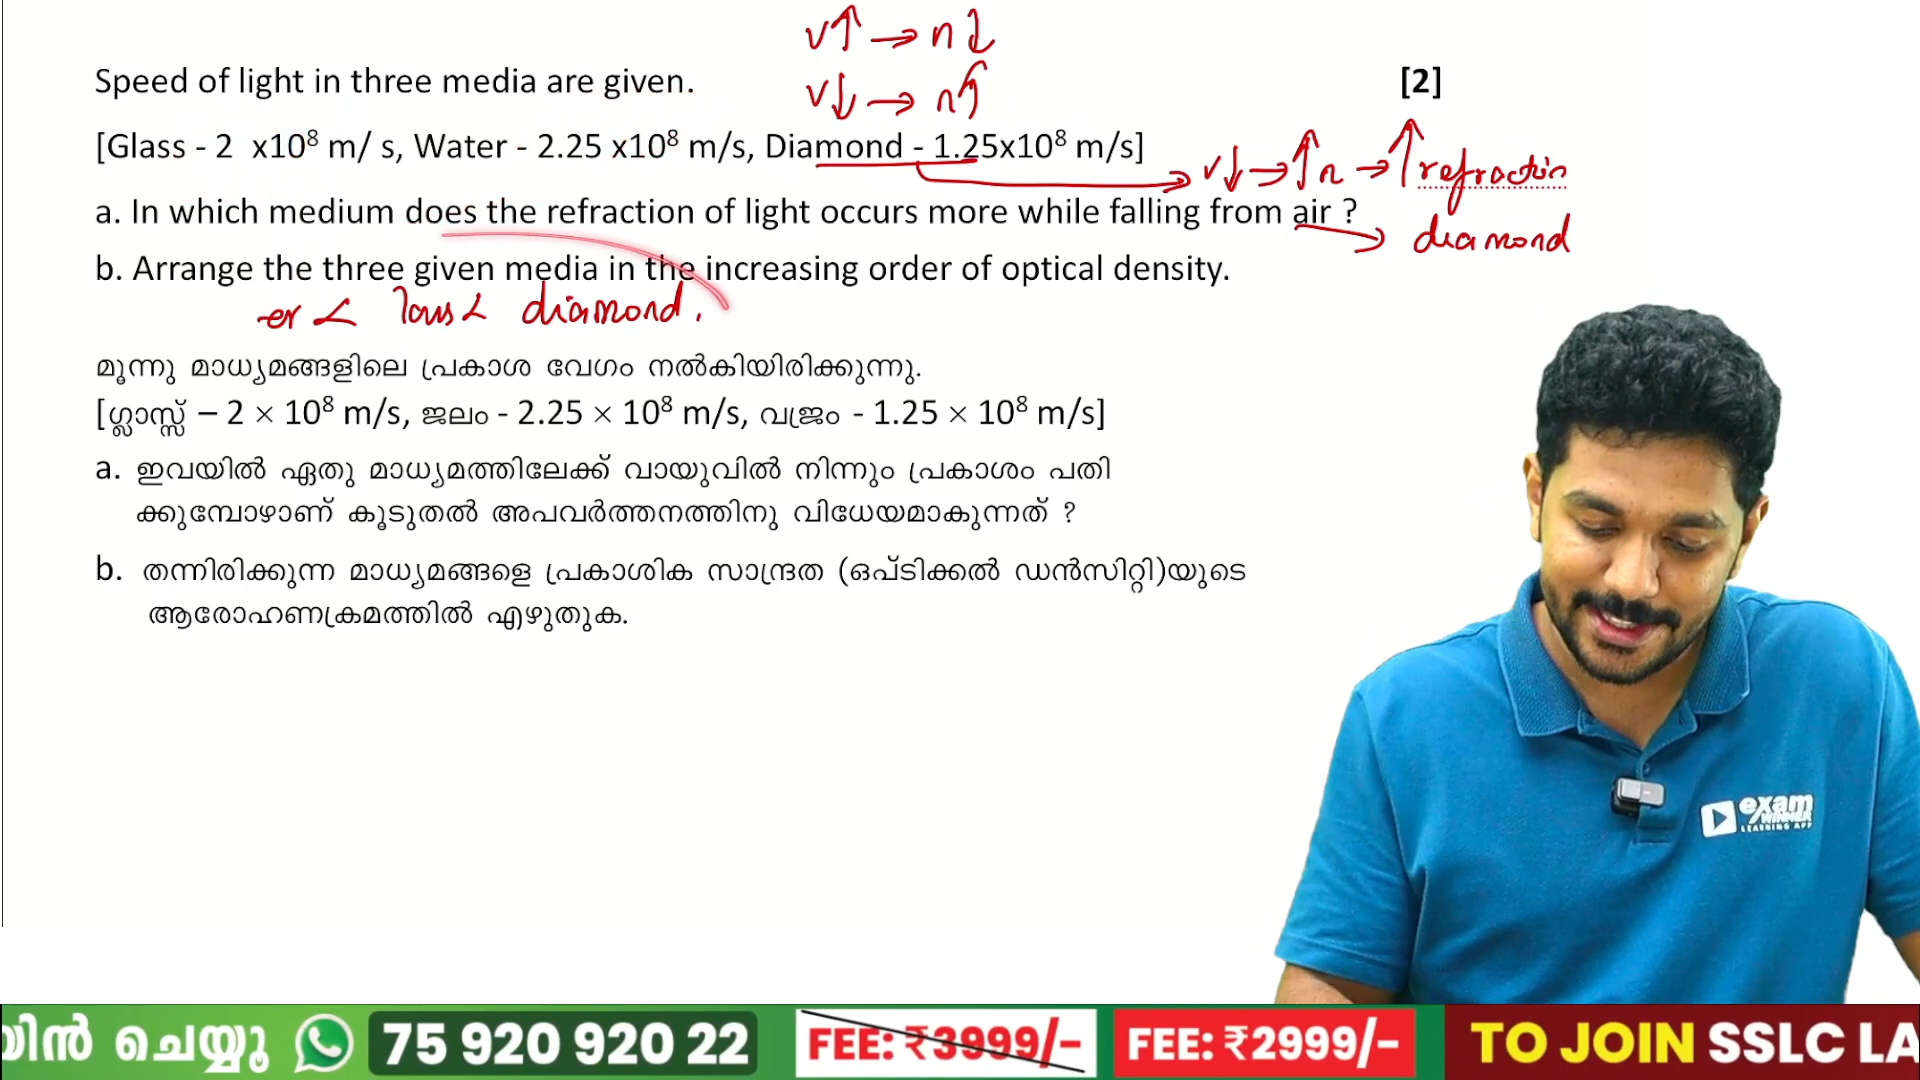 v↑ → n↓
Speed of light in three media are given. [2]
v↓ → n↑
[Glass - 2 x10⁸ m/ s, Water - 2.25 x10⁸ m/s, Diamond - 1.25x10⁸ m/s]
v↓ → ↑n → ↑refraction
a. In which medium does the refraction of light occurs more while falling from air ?
diamond
b. Arrange the three given media in the increasing order of optical density.
er < < diamond.
മൂന്നു മാധ്യമങ്ങളിലെ പ്രകാശ വേഗം നൽകിയിരിക്കുന്നു.
[ഗ്ലാസ്സ് – 2 × 10⁸ m/s, ജലം - 2.25 × 10⁸ m/s, വജ്രം - 1.25 × 10⁸ m/s]
a. ഇവയിൽ ഏതു മാധ്യമത്തിലേക്ക് വായുവിൽ നിന്നും പ്രകാശം പതി
ക്കുമ്പോഴാണ് കൂടുതൽ അപവർത്തനത്തിനു വിധേയമാകുന്നത് ?
b. തന്നിരിക്കുന്ന മാധ്യമങ്ങളെ പ്രകാശിക സാന്ദ്രത (ഒപ്ടിക്കൽ ഡൻസിറ്റി)യുടെ
ആരോഹണക്രമത്തിൽ എഴുതുക.
exam
WINNER
LEARNING APP
യിൻ ചെയ്യൂ 75 920 920 22 FEE: ₹3999/- FEE: ₹2999/- TO JOIN SSLC LA